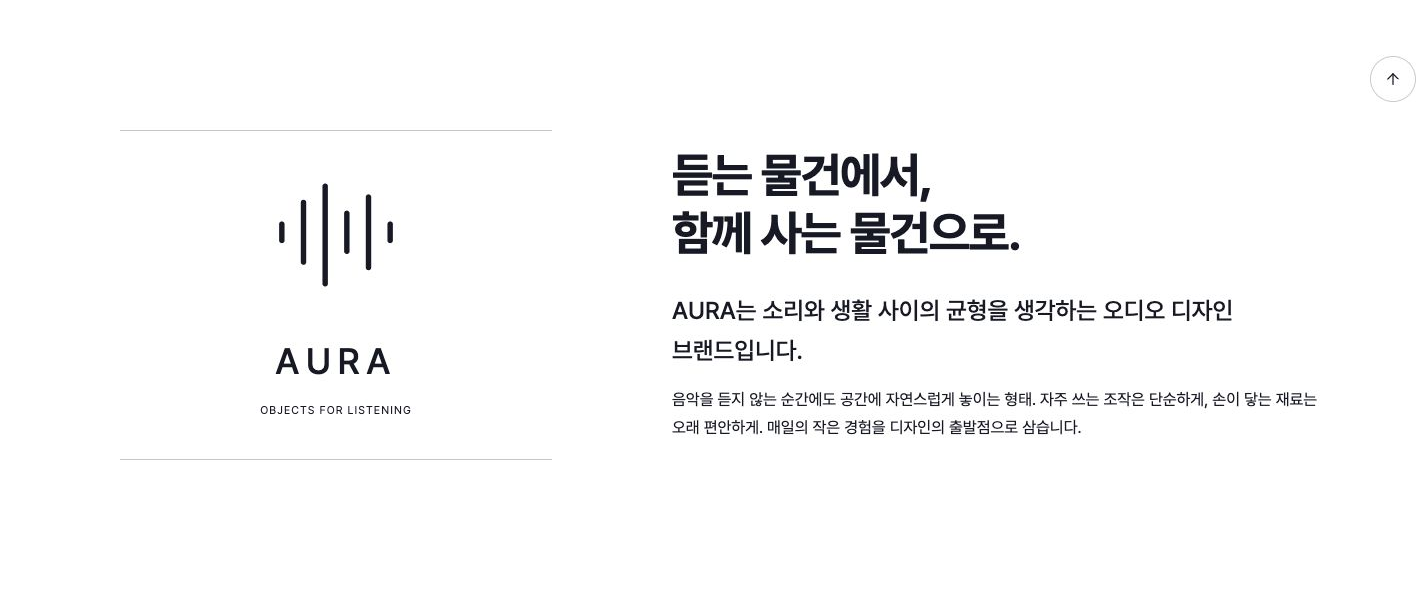 AURA
OBJECTS FOR LISTENING
듣는 물건에서,
함께 사는 물건으로.
AURA는 소리와 생활 사이의 균형을 생각하는 오디오 디자인
브랜드입니다.
음악을 듣지 않는 순간에도 공간에 자연스럽게 놓이는 형태. 자주 쓰는 조작은 단순하게, 손이 닿는 재료는
오래 편안하게. 매일의 작은 경험을 디자인의 출발점으로 삼습니다.